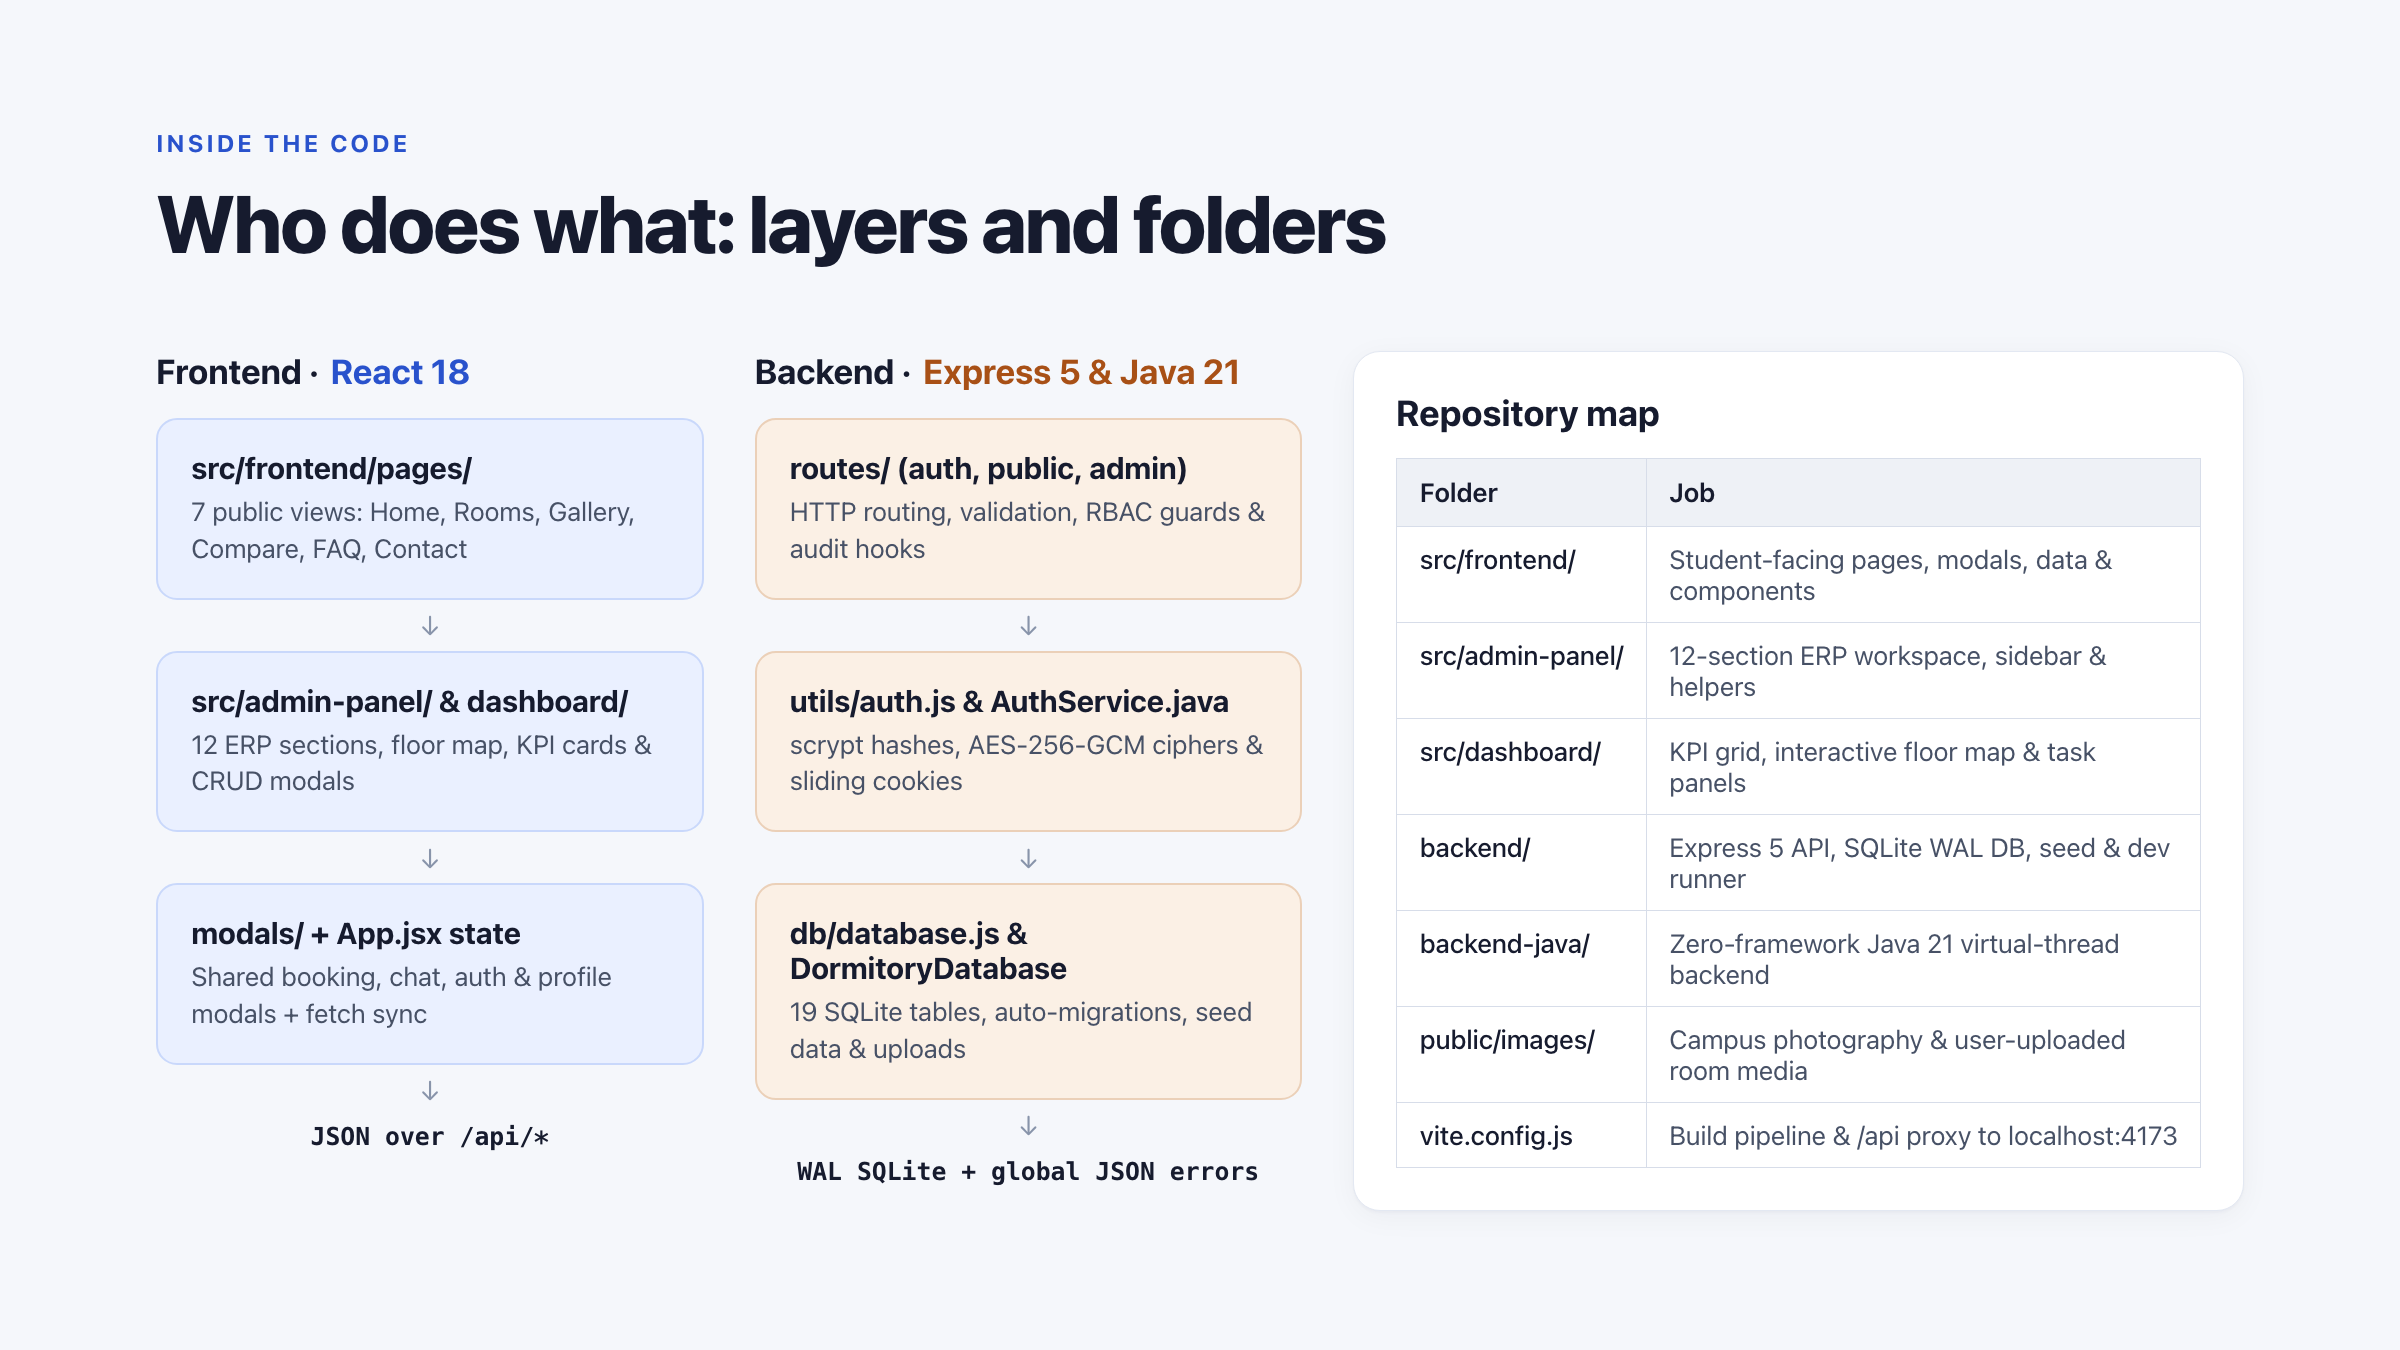 INSIDE THE CODE
Who does what: layers and folders
Frontend · React 18
src/frontend/pages/
7 public views: Home, Rooms, Gallery,
Compare, FAQ, Contact
↓
src/admin-panel/ & dashboard/
12 ERP sections, floor map, KPI cards &
CRUD modals
↓
modals/ + App.jsx state
Shared booking, chat, auth & profile
modals + fetch sync
↓
JSON over /api/*
Backend · Express 5 & Java 21
routes/ (auth, public, admin)
HTTP routing, validation, RBAC guards &
audit hooks
↓
utils/auth.js & AuthService.java
scrypt hashes, AES-256-GCM ciphers &
sliding cookies
↓
db/database.js &
DormitoryDatabase
19 SQLite tables, auto-migrations, seed
data & uploads
↓
WAL SQLite + global JSON errors
Repository map
Folder Job
src/frontend/ Student-facing pages, modals, data &
components
src/admin-panel/ 12-section ERP workspace, sidebar &
helpers
src/dashboard/ KPI grid, interactive floor map & task
panels
backend/ Express 5 API, SQLite WAL DB, seed & dev
runner
backend-java/ Zero-framework Java 21 virtual-thread
backend
public/images/ Campus photography & user-uploaded
room media
vite.config.js Build pipeline & /api proxy to localhost:4173